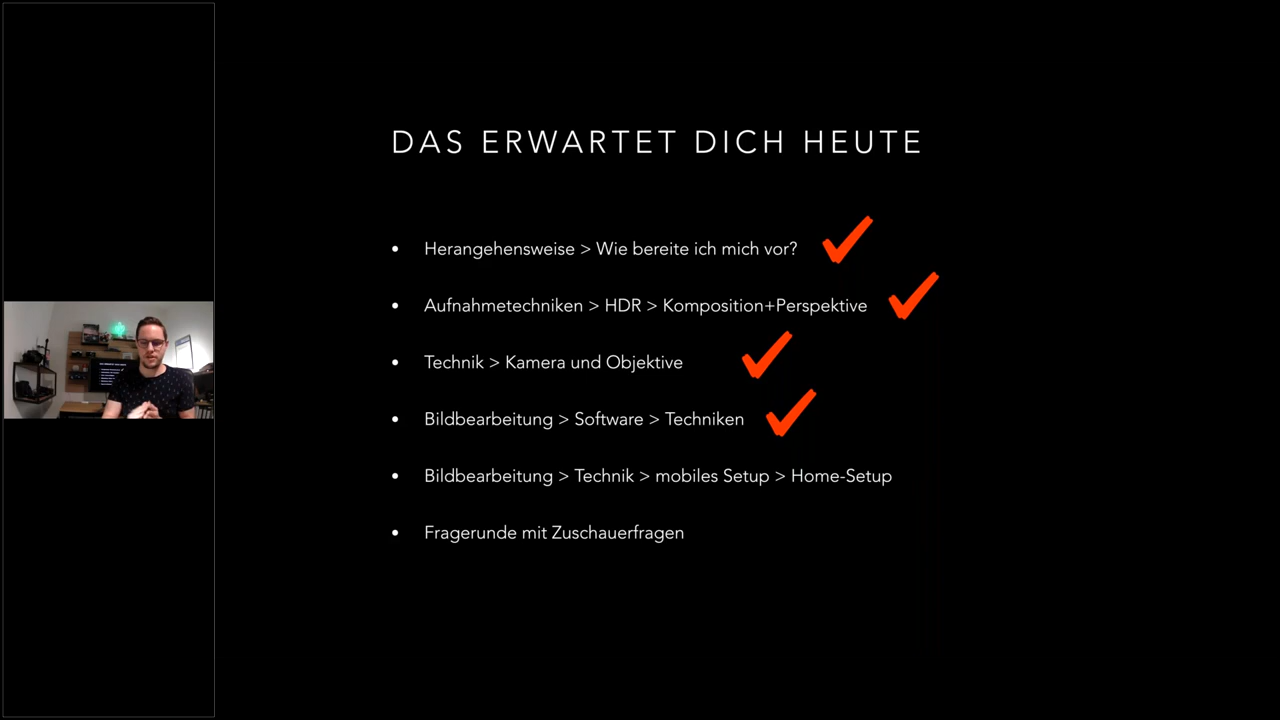 DAS ERWARTET DICH HEUTE
• Herangehensweise > Wie bereite ich mich vor?
• Aufnahmetechniken > HDR > Komposition+Perspektive
• Technik > Kamera und Objektive
• Bildbearbeitung > Software > Techniken
• Bildbearbeitung > Technik > mobiles Setup > Home-Setup
• Fragerunde mit Zuschauerfragen